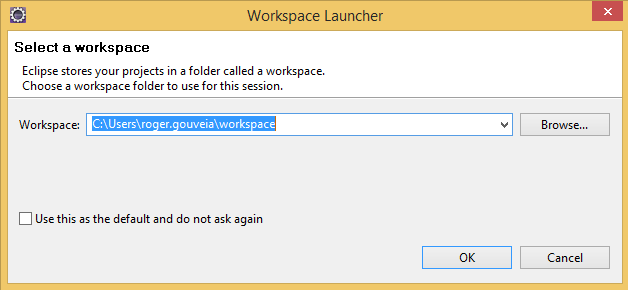 Workspace Launcher
Select a workspace
Eclipse stores your projects in a folder called a workspace.
Choose a workspace folder to use for this session.
Workspace: C:\Users\roger.gouveia\workspace Browse...
Use this as the default and do not ask again
OK Cancel